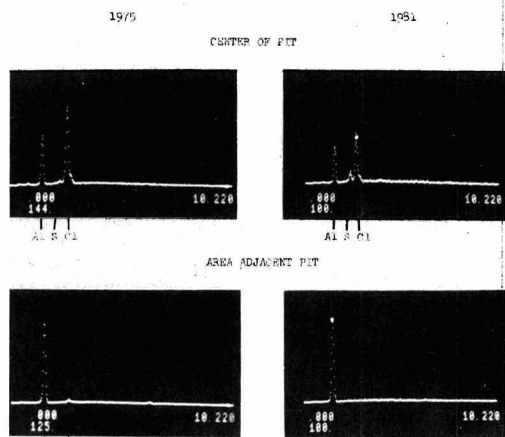 1975 1981
CENTER OF PIT
.000 10.220 .000 10.220
144. 100.
Al S Cl Al S Cl
AREA ADJACENT PIT
000 10.220 000 10.220
125. 100.